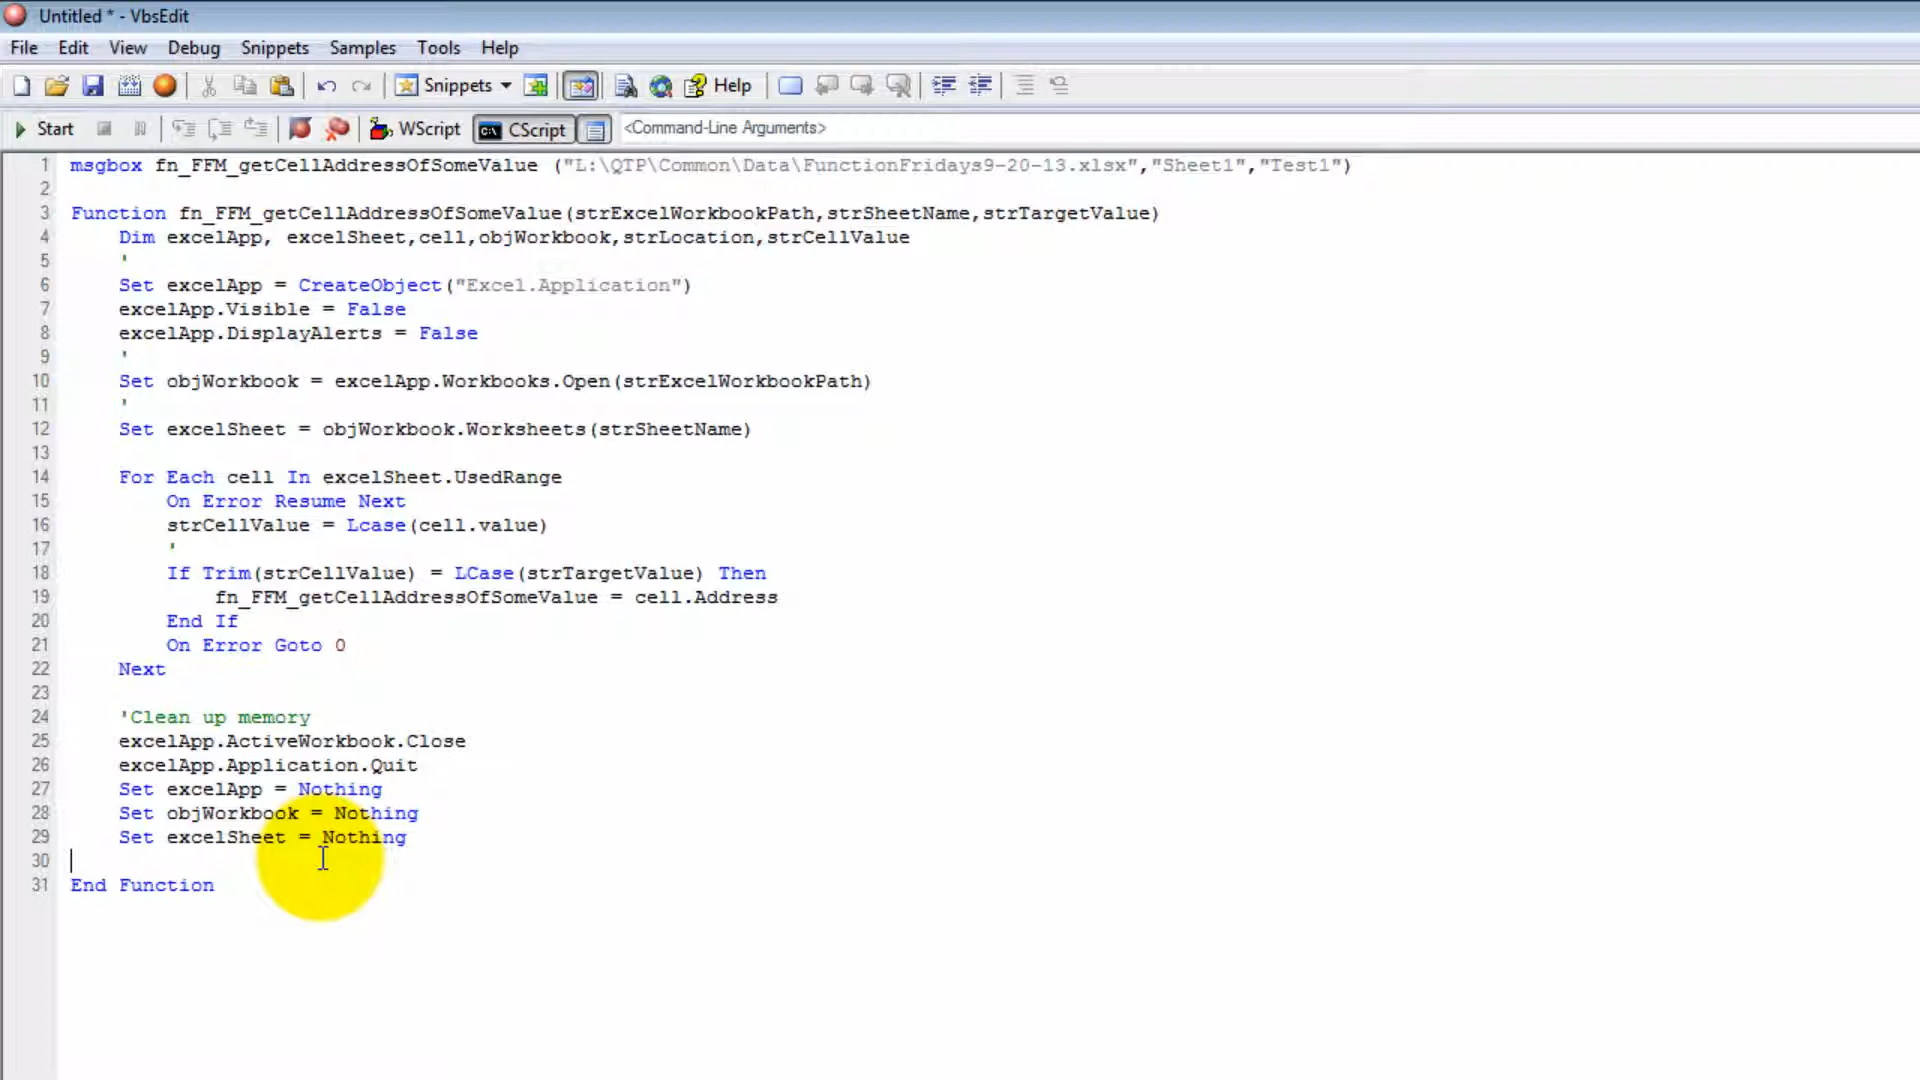 Untitled * - VbsEdit
File Edit View Debug Snippets Samples Tools Help
Snippets Help
Start WScript CScript <Command-Line Arguments>
1 msgbox fn_FFM_getCellAddressOfSomeValue ("L:\QTP\Common\Data\FunctionFridays9-20-13.xlsx","Sheet1","Test1")
2
3 Function fn_FFM_getCellAddressOfSomeValue(strExcelWorkbookPath,strSheetName,strTargetValue)
4 Dim excelApp, excelSheet,cell,objWorkbook,strLocation,strCellValue
5 '
6 Set excelApp = CreateObject("Excel.Application")
7 excelApp.Visible = False
8 excelApp.DisplayAlerts = False
9 '
10 Set objWorkbook = excelApp.Workbooks.Open(strExcelWorkbookPath)
11 '
12 Set excelSheet = objWorkbook.Worksheets(strSheetName)
13
14 For Each cell In excelSheet.UsedRange
15 On Error Resume Next
16 strCellValue = Lcase(cell.value)
17 '
18 If Trim(strCellValue) = LCase(strTargetValue) Then
19 fn_FFM_getCellAddressOfSomeValue = cell.Address
20 End If
21 On Error Goto 0
22 Next
23
24 'Clean up memory
25 excelApp.ActiveWorkbook.Close
26 excelApp.Application.Quit
27 Set excelApp = Nothing
28 Set objWorkbook = Nothing
29 Set excelSheet = Nothing
30
31 End Function